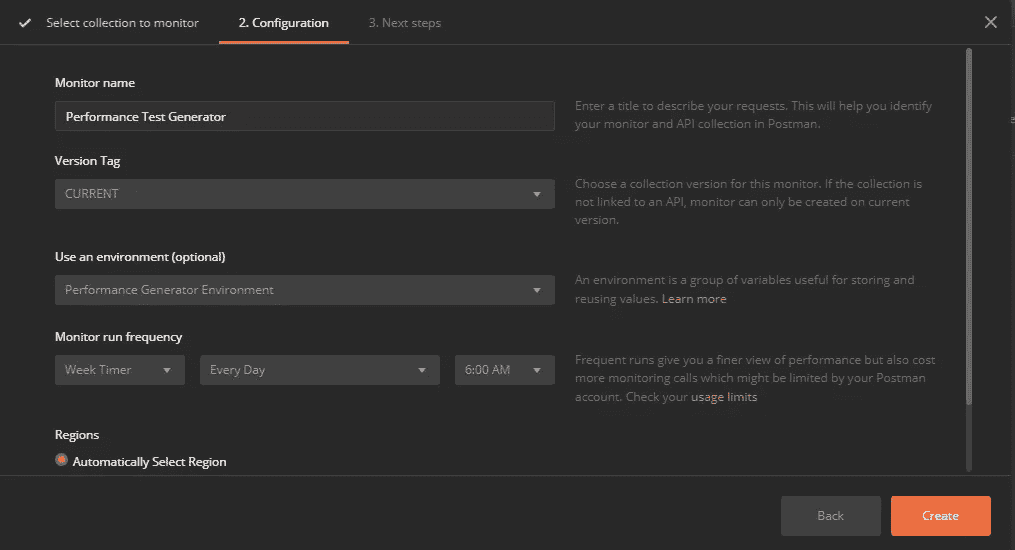 Select collection to monitor
2. Configuration
3. Next steps
Monitor name
Performance Test Generator
Enter a title to describe your requests. This will help you identify
your monitor and API collection in Postman.
Version Tag
CURRENT
Choose a collection version for this monitor. If the collection is
not linked to an API, monitor can only be created on current
version.
Use an environment (optional)
Performance Generator Environment
An environment is a group of variables useful for storing and
reusing values. Learn more
Monitor run frequency
Week Timer
Every Day
6:00 AM
Frequent runs give you a finer view of performance but also cost
more monitoring calls which might be limited by your Postman
account. Check your usage limits
Regions
Automatically Select Region
Back
Create